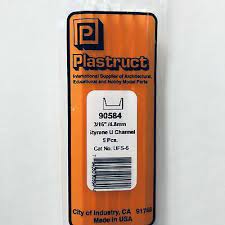 Plastruct
International Supplier of Architectural,
Educational and Hobby Model Parts
90584
3/16" /4.8mm
Styrene U Channel
5 Pcs.
Cat No. UFS-6
City of Industry, CA 91748
Made in USA